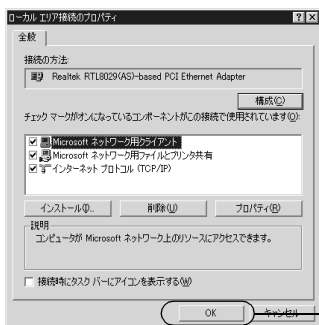 ローカル エリア接続のプロパティ
全般
接続の方法:
Realtek RTL8029(AS)-based PCI Ethernet Adapter
構成(C)
チェック マークがオンになっているコンポーネントがこの接続で使用されています(O):
Microsoft ネットワーク用クライアント
Microsoft ネットワーク用ファイルとプリンタ共有
インターネット プロトコル (TCP/IP)
インストール(I)...
削除(U)
プロパティ(R)
説明
コンピュータが Microsoft ネットワーク上のリソースにアクセスできます。
接続時にタスク バーにアイコンを表示する(W)
OK
キャンセル